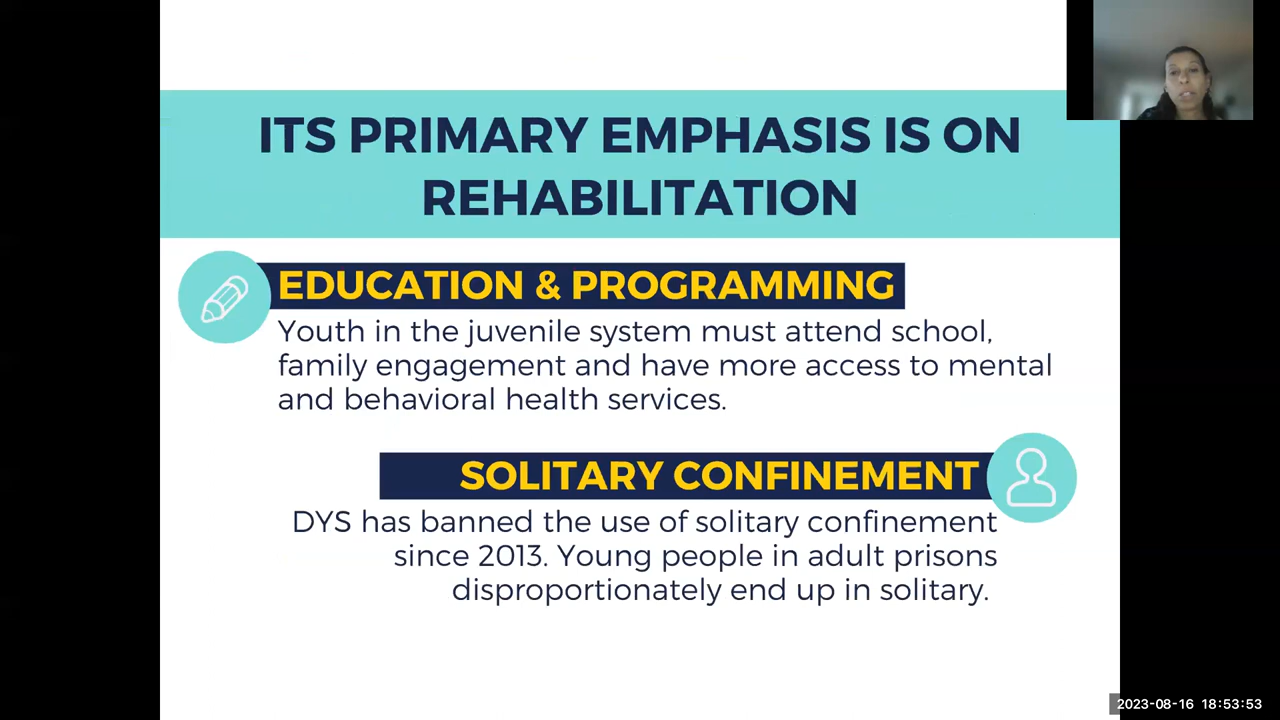 ITS PRIMARY EMPHASIS IS ON
REHABILITATION
EDUCATION & PROGRAMMING
Youth in the juvenile system must attend school,
family engagement and have more access to mental
and behavioral health services.
SOLITARY CONFINEMENT
DYS has banned the use of solitary confinement
since 2013. Young people in adult prisons
disproportionately end up in solitary.
2023-08-16 18:53:53